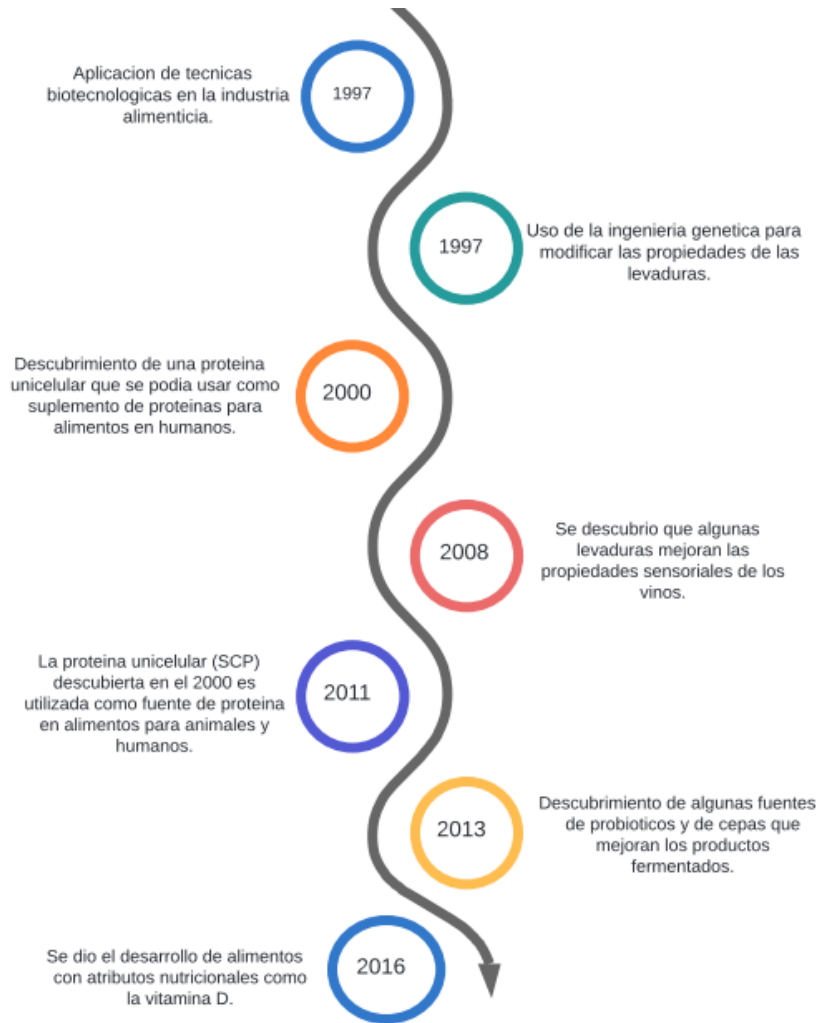 Aplicacion de tecnicas
biotecnologicas en la industria
alimenticia.
1997
1997
Uso de la ingenieria genetica para
modificar las propiedades de las
levaduras.
Descubrimiento de una proteina
unicelular que se podia usar como
suplemento de proteinas para
alimentos en humanos.
2000
2008
Se descubrio que algunas
levaduras mejoran las
propiedades sensoriales de los
vinos.
La proteina unicelular (SCP)
descubierta en el 2000 es
utilizada como fuente de proteina
en alimentos para animales y
humanos.
2011
2013
Descubrimiento de algunas fuentes
de probioticos y de cepas que
mejoran los productos
fermentados.
Se dio el desarrollo de alimentos
con atributos nutricionales como
la vitamina D.
2016